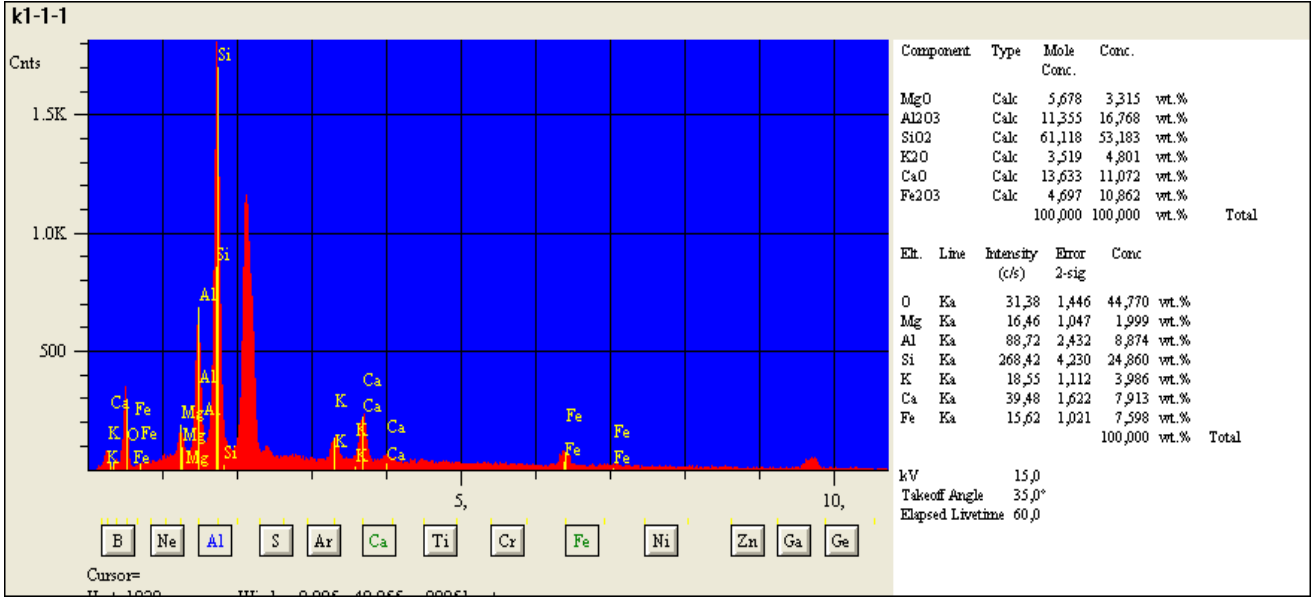 k1-1-1
Cnts
1.5K
1.0K
500
Si
Si
Al
Al
Al
Mg
Mg
Mg
Si
Ca
K
K
Fe
O Fe
Fe
K
K
K
K
Ca
Ca
Ca
Ca
Fe
Fe
Fe
Fe
5,
10,
B Ne Al S Ar Ca Ti Cr Fe Ni Zn Ga Ge
Cursor=
Component Type Mole Conc.
Conc.
MgO Calc 5,678 3,315 wt.%
Al2O3 Calc 11,355 16,768 wt.%
SiO2 Calc 61,118 53,183 wt.%
K2O Calc 3,519 4,801 wt.%
CaO Calc 13,633 11,072 wt.%
Fe2O3 Calc 4,697 10,862 wt.%
100,000 100,000 wt.% Total
Elt. Line Intensity Error Conc
(c/s) 2-sig
O Ka 31,38 1,446 44,770 wt.%
Mg Ka 16,46 1,047 1,999 wt.%
Al Ka 88,72 2,432 8,874 wt.%
Si Ka 268,42 4,230 24,860 wt.%
K Ka 18,55 1,112 3,986 wt.%
Ca Ka 39,48 1,622 7,913 wt.%
Fe Ka 15,62 1,021 7,598 wt.%
100,000 wt.% Total
kV 15,0
Takeoff Angle 35,0°
Elapsed Livetime 60,0